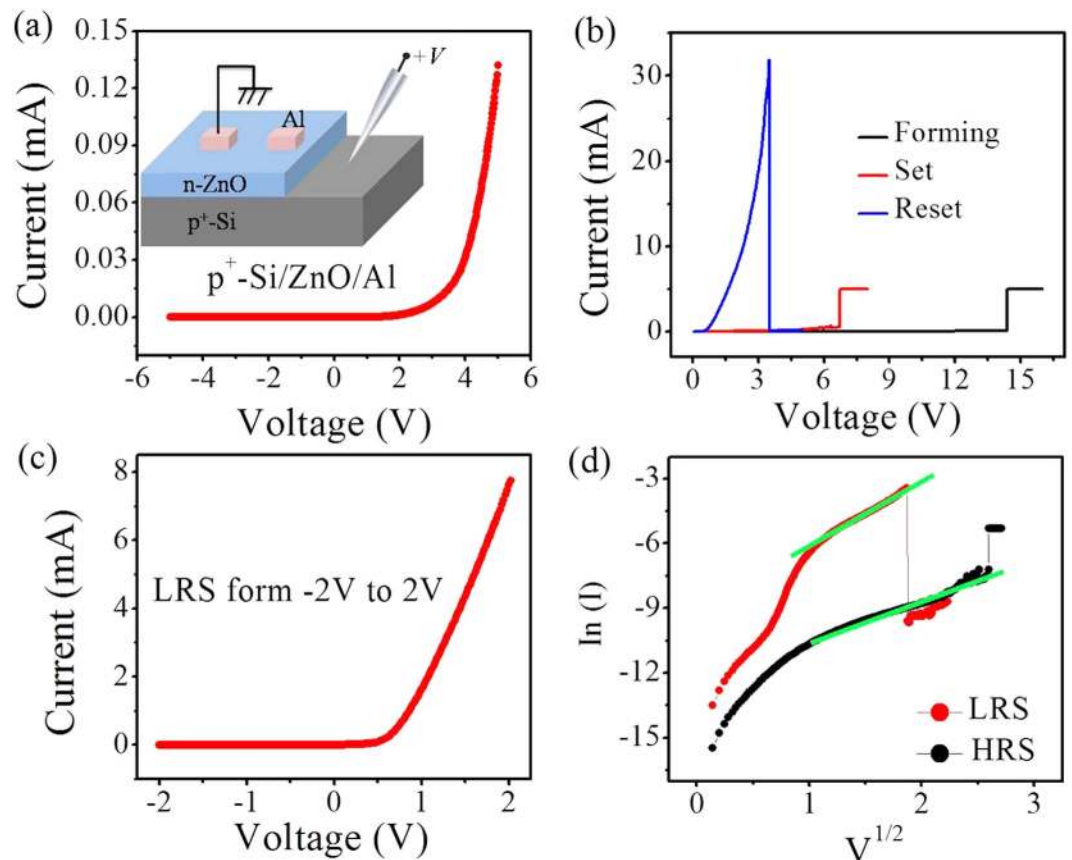 (a)
0.15
0.12
0.09
0.06
0.03
0.00
Current (mA)
+V
Al
n-ZnO
p+-Si
p+-Si/ZnO/Al
-6 -4 -2 0 2 4 6
Voltage (V)
(b)
30
20
10
0
Current (mA)
Forming
Set
Reset
0 3 6 9 12 15
Voltage (V)
(c)
8
6
4
2
0
Current (mA)
LRS form -2V to 2V
-2 -1 0 1 2
Voltage (V)
(d)
-3
-6
-9
-12
-15
In (I)
LRS
HRS
0 1 2 3
V1/2